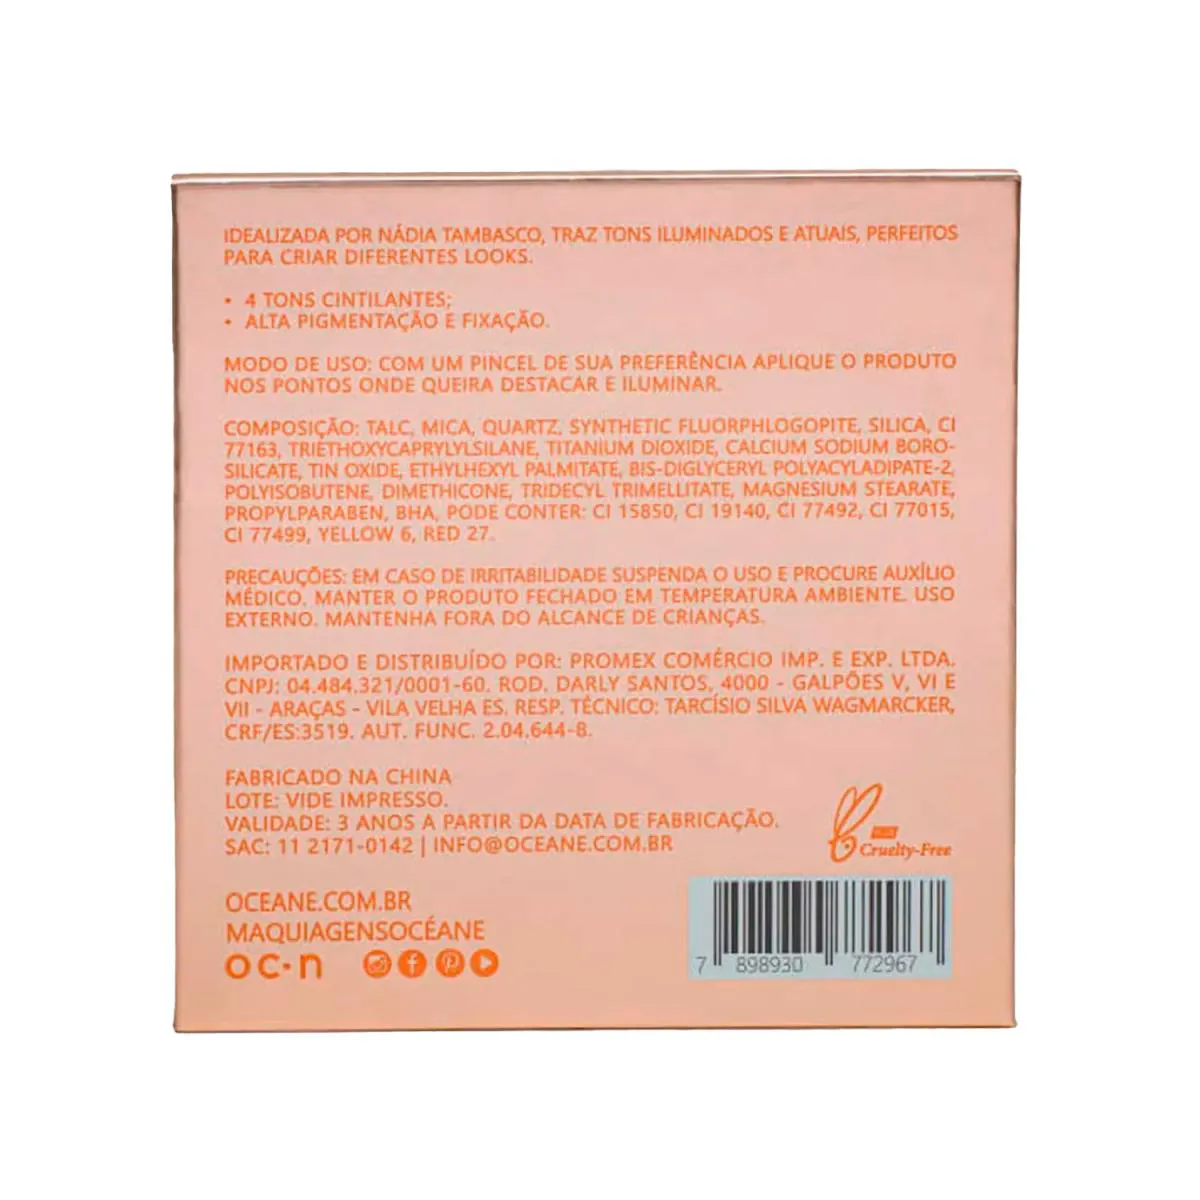 IDEALIZADA POR NÁDIA TAMBASCO, TRAZ TONS ILUMINADOS E ATUAIS, PERFEITOS
PARA CRIAR DIFERENTES LOOKS.
• 4 TONS CINTILANTES;
• ALTA PIGMENTAÇÃO E FIXAÇÃO.
MODO DE USO: COM UM PINCEL DE SUA PREFERÊNCIA APLIQUE O PRODUTO
NOS PONTOS ONDE QUEIRA DESTACAR E ILUMINAR.
COMPOSIÇÃO: TALC, MICA, QUARTZ, SYNTHETIC FLUORPHLOGOPITE, SILICA, CI
77163, TRIETHOXYCAPRYLYLSILANE, TITANIUM DIOXIDE, CALCIUM SODIUM BORO-
SILICATE, TIN OXIDE, ETHYLHEXYL PALMITATE, BIS-DIGLYCERYL POLYACYLADIPATE-2,
POLYISOBUTENE, DIMETHICONE, TRIDECYL TRIMELLITATE, MAGNESIUM STEARATE,
PROPYLPARABEN, BHA, PODE CONTER: CI 15850, CI 19140, CI 77492, CI 77015,
CI 77499, YELLOW 6, RED 27.
PRECAUÇÕES: EM CASO DE IRRITABILIDADE SUSPENDA O USO E PROCURE AUXÍLIO
MÉDICO. MANTER O PRODUTO FECHADO EM TEMPERATURA AMBIENTE. USO
EXTERNO. MANTENHA FORA DO ALCANCE DE CRIANÇAS.
IMPORTADO E DISTRIBUÍDO POR: PROMEX COMÉRCIO IMP. E EXP. LTDA.
CNPJ: 04.484.321/0001-60. ROD. DARLY SANTOS, 4000 - GALPÕES V, VI E
VII - ARAÇAS - VILA VELHA ES. RESP. TÉCNICO: TARCÍSIO SILVA WAGMARCKER,
CRF/ES:3519. AUT. FUNC. 2.04.644-8.
FABRICADO NA CHINA
LOTE: VIDE IMPRESSO.
VALIDADE: 3 ANOS A PARTIR DA DATA DE FABRICAÇÃO.
SAC: 11 2171-0142 | INFO@OCEANE.COM.BR
Cruelty-Free
OCEANE.COM.BR
MAQUIAGENSOCÉANE
oc·n
7 898930 772967